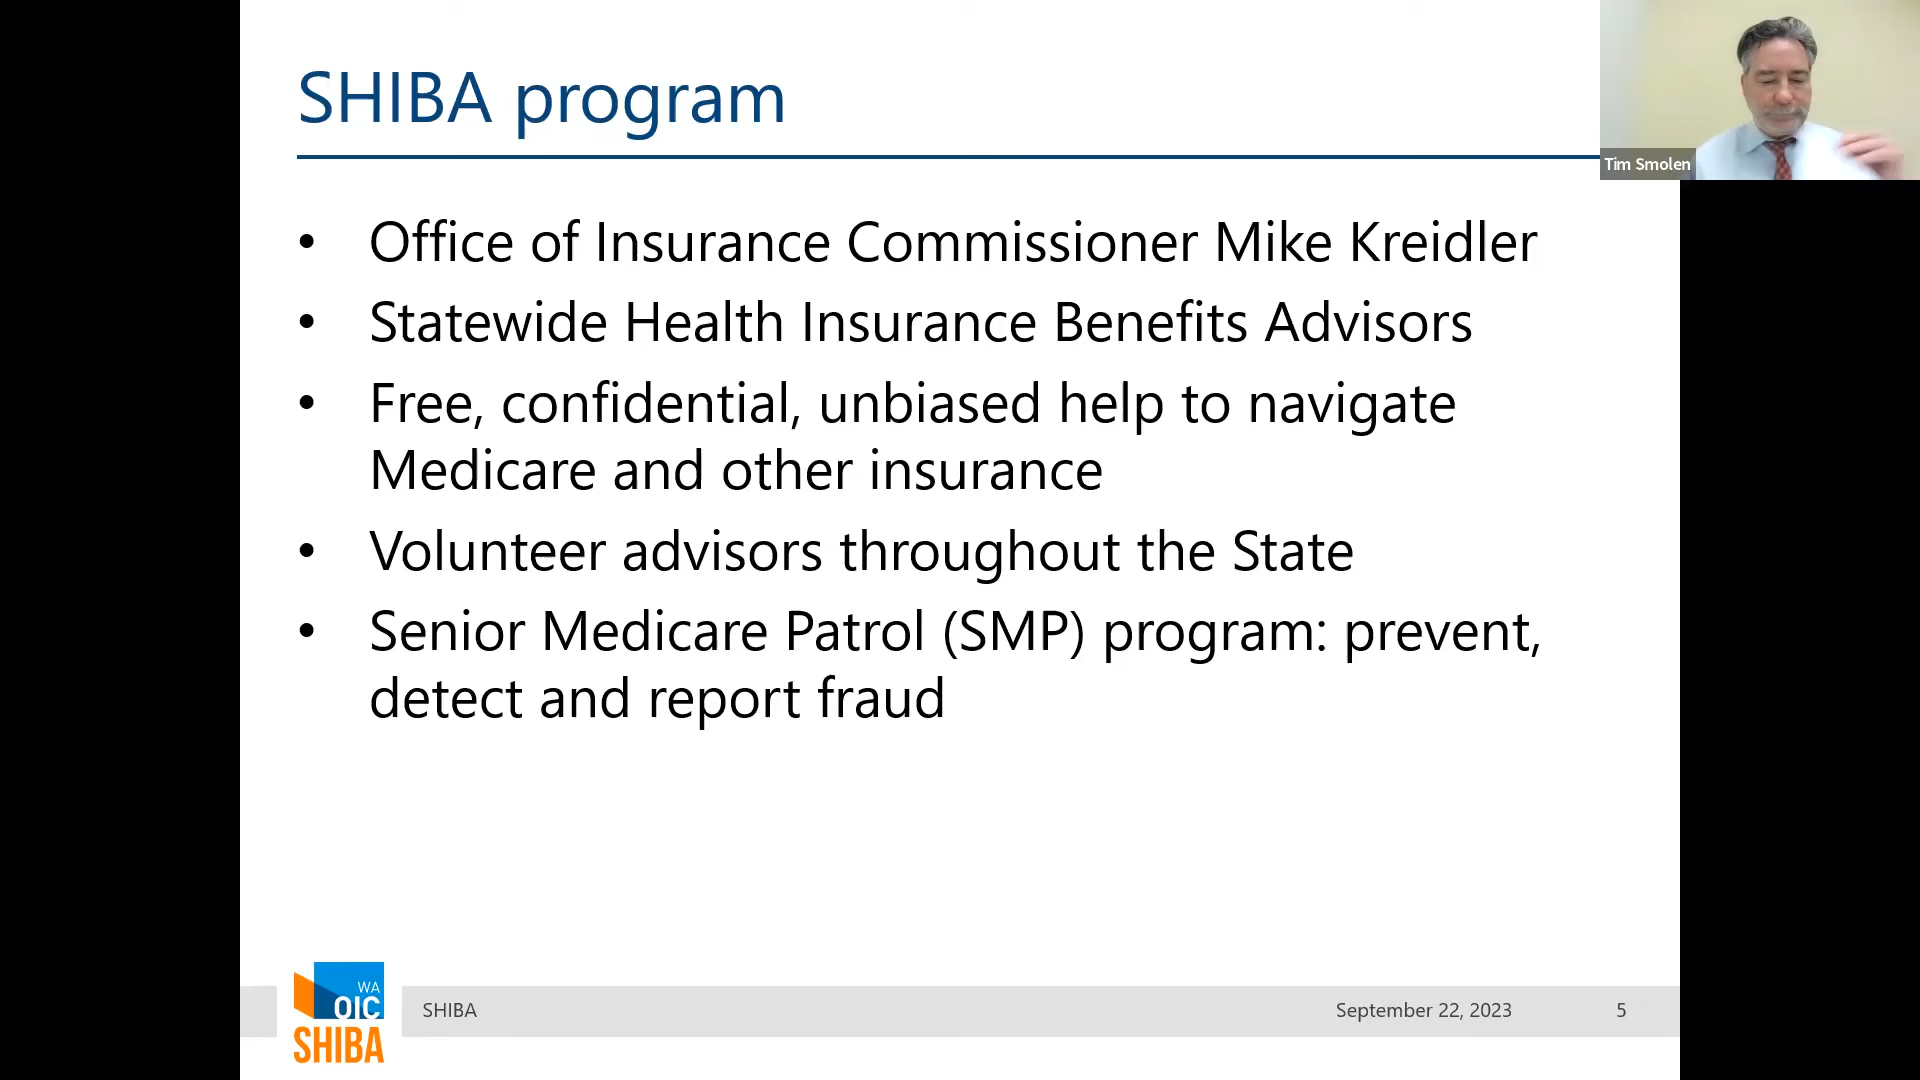 SHIBA program
Tim Smolen
• Office of Insurance Commissioner Mike Kreidler
• Statewide Health Insurance Benefits Advisors
• Free, confidential, unbiased help to navigate
Medicare and other insurance
• Volunteer advisors throughout the State
• Senior Medicare Patrol (SMP) program: prevent,
detect and report fraud
WA
OIC
SHIBA
SHIBA
September 22, 2023
5